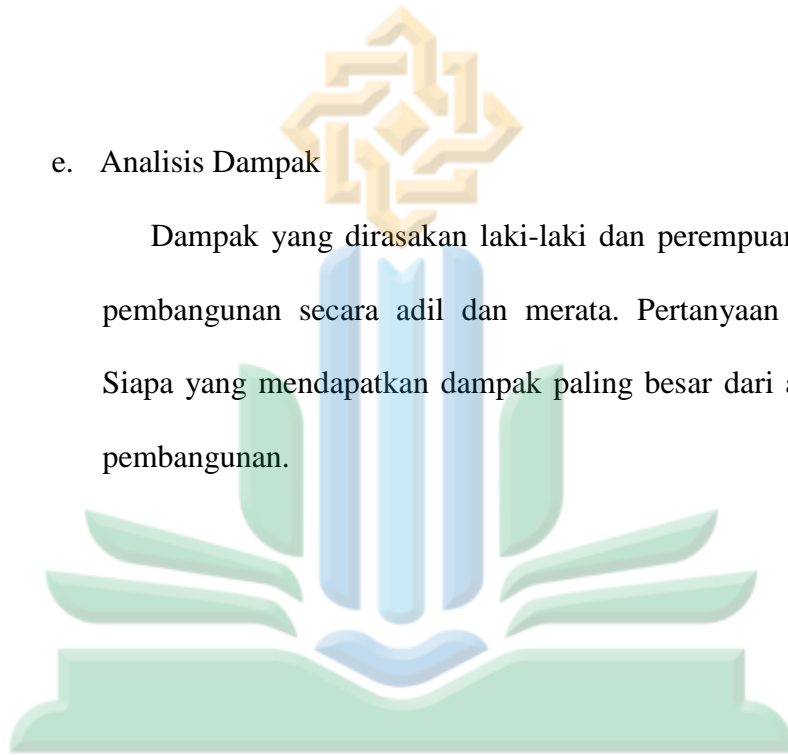 e. Analisis Dampak
Dampak yang dirasakan laki-laki dan perempuan
pembangunan secara adil dan merata. Pertanyaan
Siapa yang mendapatkan dampak paling besar dari
pembangunan.